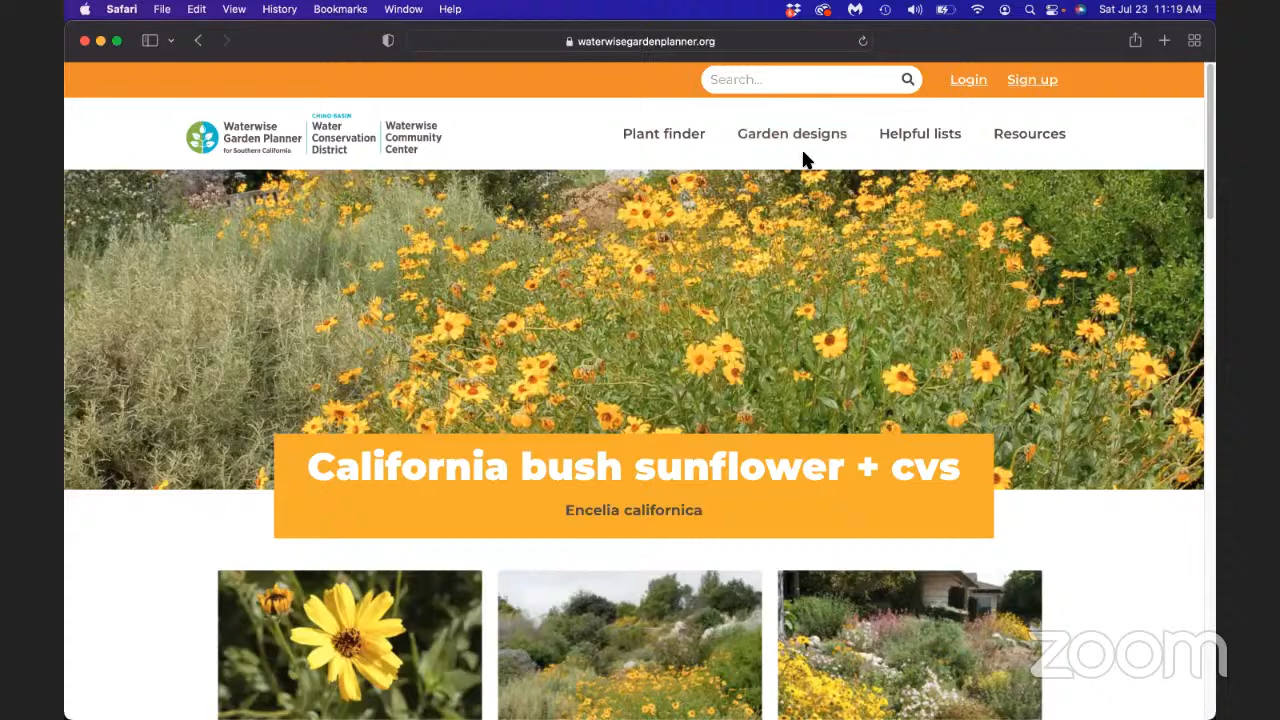 Safari File Edit View History Bookmarks Window Help Sat Jul 23 11:19 AM
waterwisegardenplanner.org
Search... Login Sign up
Waterwise Garden Planner for Southern California
CHINO BASIN Water Conservation District
Waterwise Community Center
Plant finder Garden designs Helpful lists Resources
California bush sunflower + cvs
Encelia californica
zoom